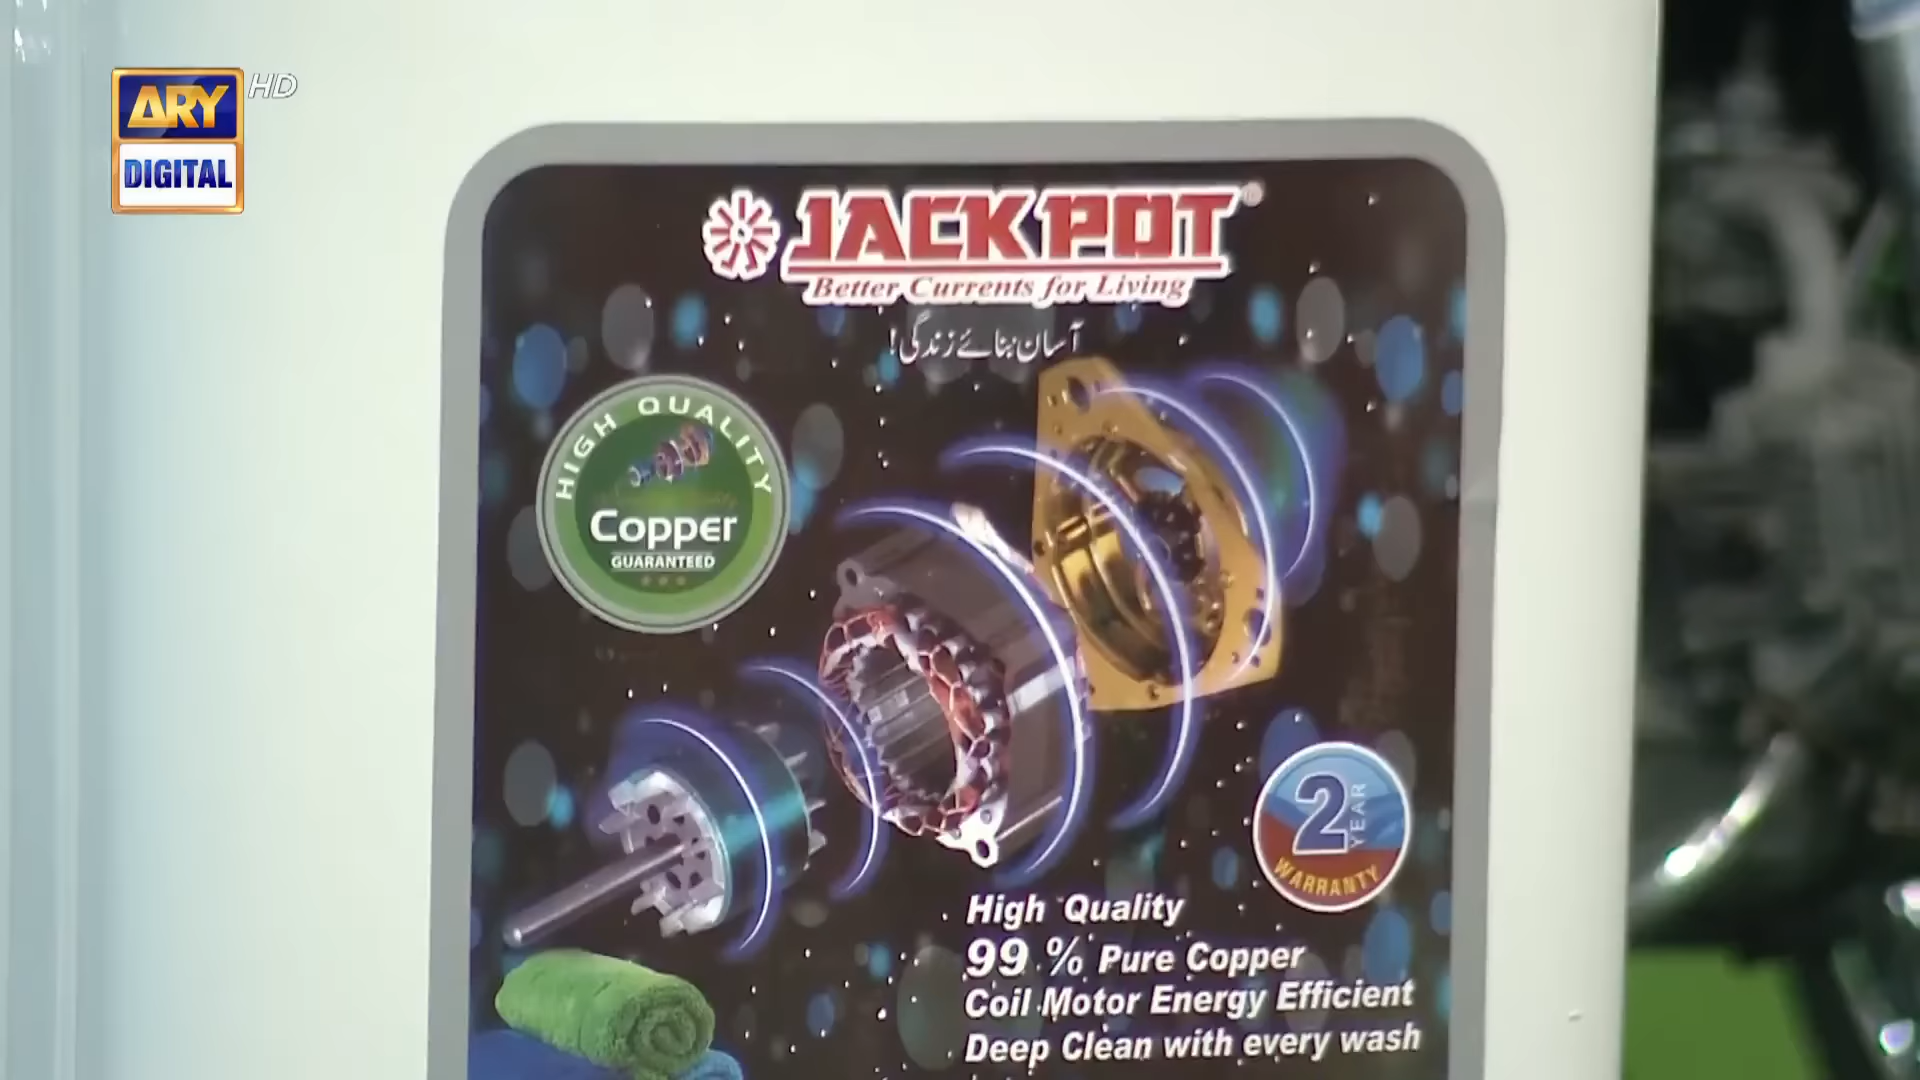 ARY
DIGITAL
HD
JACKPOT®
Better Currents for Living
آسان بنائے زندگی!
HIGH QUALITY
Copper
GUARANTEED
2
YEAR
WARRANTY
High Quality
99 % Pure Copper
Coil Motor Energy Efficient
Deep Clean with every wash